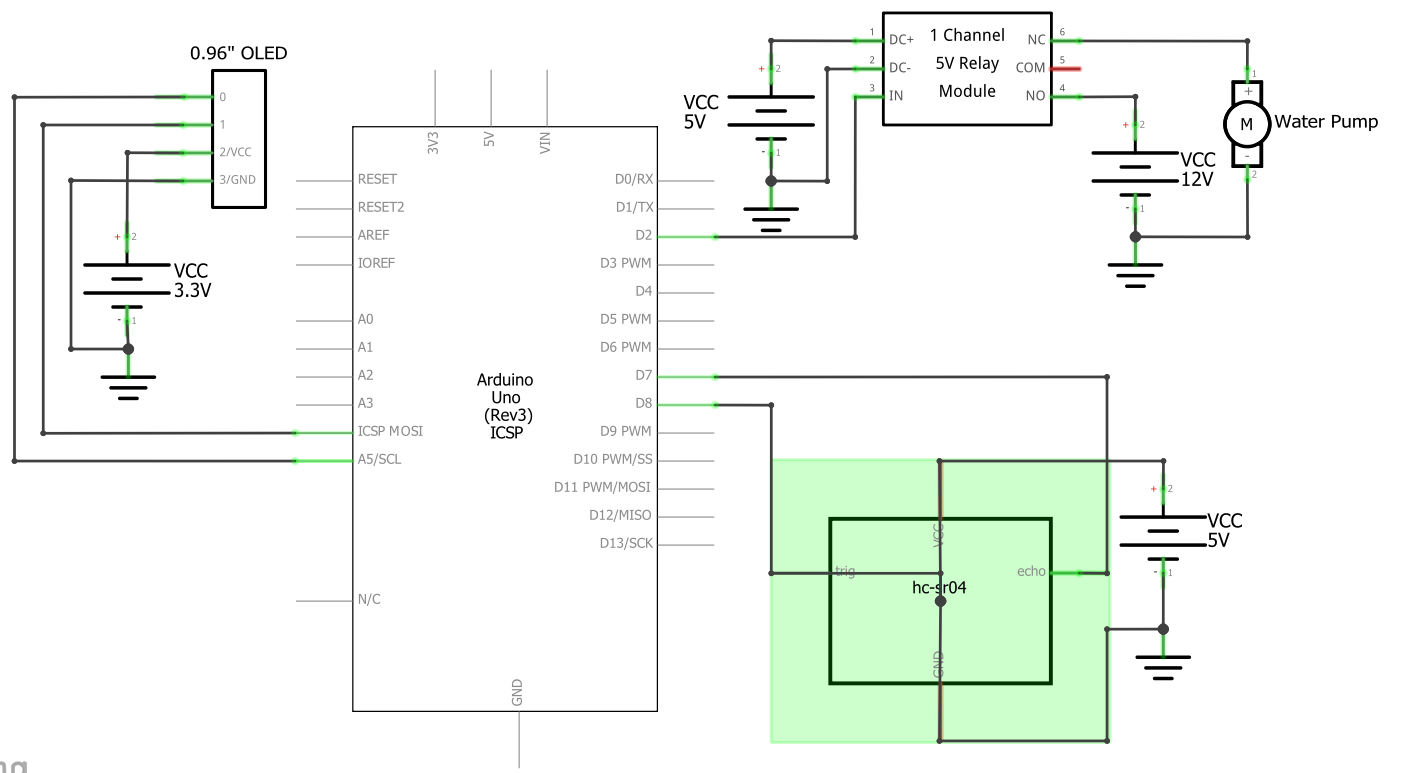 0.96" OLED
0
1
2/VCC
3/GND
+
2
VCC
3.3V
-
1
3V3
5V
VIN
RESET
RESET2
AREF
IOREF
A0
A1
A2
A3
ICSP MOSI
A5/SCL
N/C
Arduino
Uno
(Rev3)
ICSP
D0/RX
D1/TX
D2
D3 PWM
D4
D5 PWM
D6 PWM
D7
D8
D9 PWM
D10 PWM/SS
D11 PWM/MOSI
D12/MISO
D13/SCK
GND
VCC
5V
+
2
-
1
1
2
3
DC+
DC-
IN
1 Channel
5V Relay
Module
NC
COM
NO
6
5
4
+
2
VCC
12V
-
1
1
+
M
-
2
Water Pump
VCC
trig
echo
hc-sr04
GND
+
2
VCC
5V
-
1